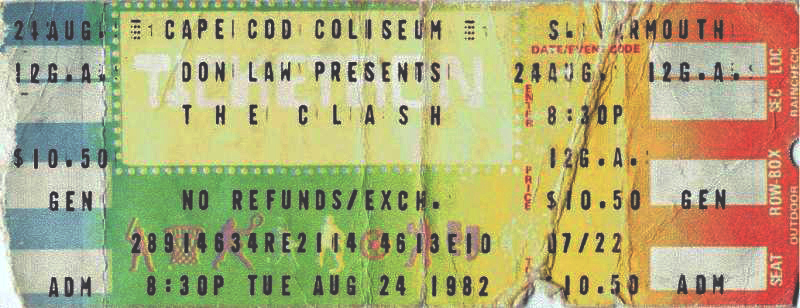 24AUG. CAPE COD COLISEUM S. YARMOUTH
DATE/EVENT CODE
12G.A. DON LAW PRESENTS 24AUG. 12G.A.
TICKETRON
ENTER
THE CLASH 8:30P
12G.A.
$10.50 PRICE
GEN NO REFUNDS/EXCH. $10.50 GEN
28914634RE2114 4613E10 07/22
ADM 8:30P TUE AUG 24 1982 $10.50 ADM
SEC LOC
ROW-BOX
SEAT
RAINCHECK
OUTDOOR